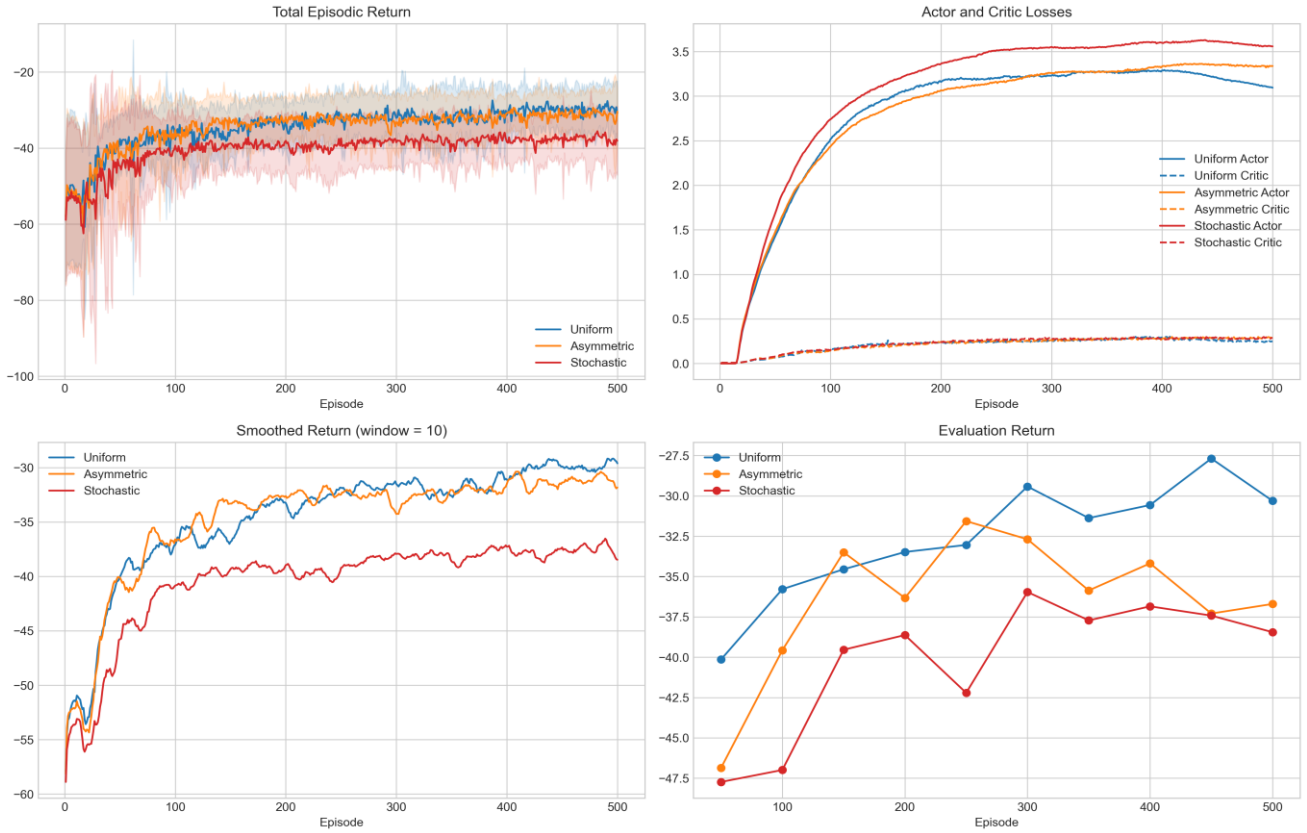 Total Episodic Return
−20
−40
−60
−80
−100
0 100 200 300 400 500
Episode
Uniform
Asymmetric
Stochastic
Actor and Critic Losses
3.5
3.0
2.5
2.0
1.5
1.0
0.5
0.0
0 100 200 300 400 500
Episode
Uniform Actor
Uniform Critic
Asymmetric Actor
Asymmetric Critic
Stochastic Actor
Stochastic Critic
Smoothed Return (window = 10)
Uniform
Asymmetric
Stochastic
−30
−35
−40
−45
−50
−55
−60
0 100 200 300 400 500
Episode
Evaluation Return
Uniform
Asymmetric
Stochastic
−27.5
−30.0
−32.5
−35.0
−37.5
−40.0
−42.5
−45.0
−47.5
100 200 300 400 500
Episode